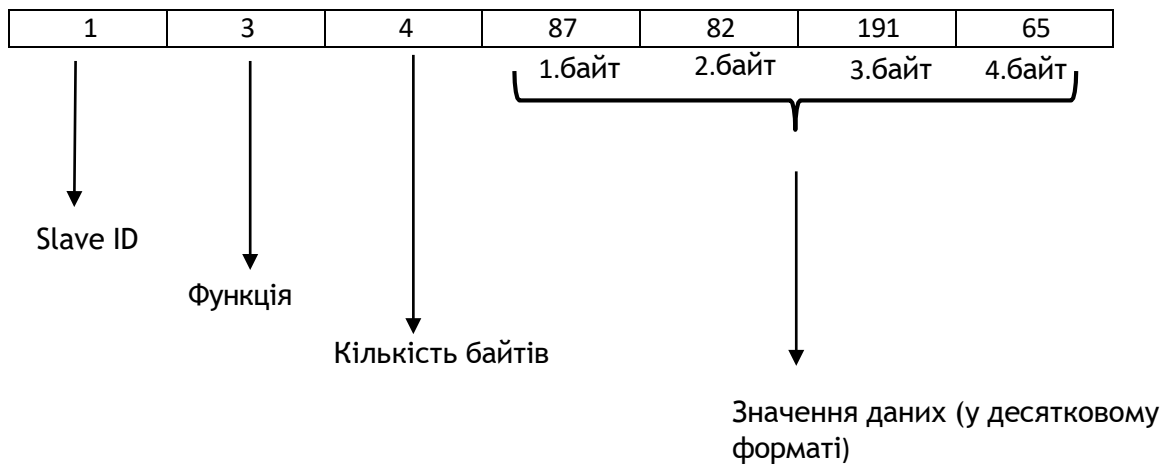 1 3 4 87 82 191 65
1.байт 2.байт 3.байт 4.байт
Slave ID
Функція
Кількість байтів
Значення даних (у десятковому
форматі)